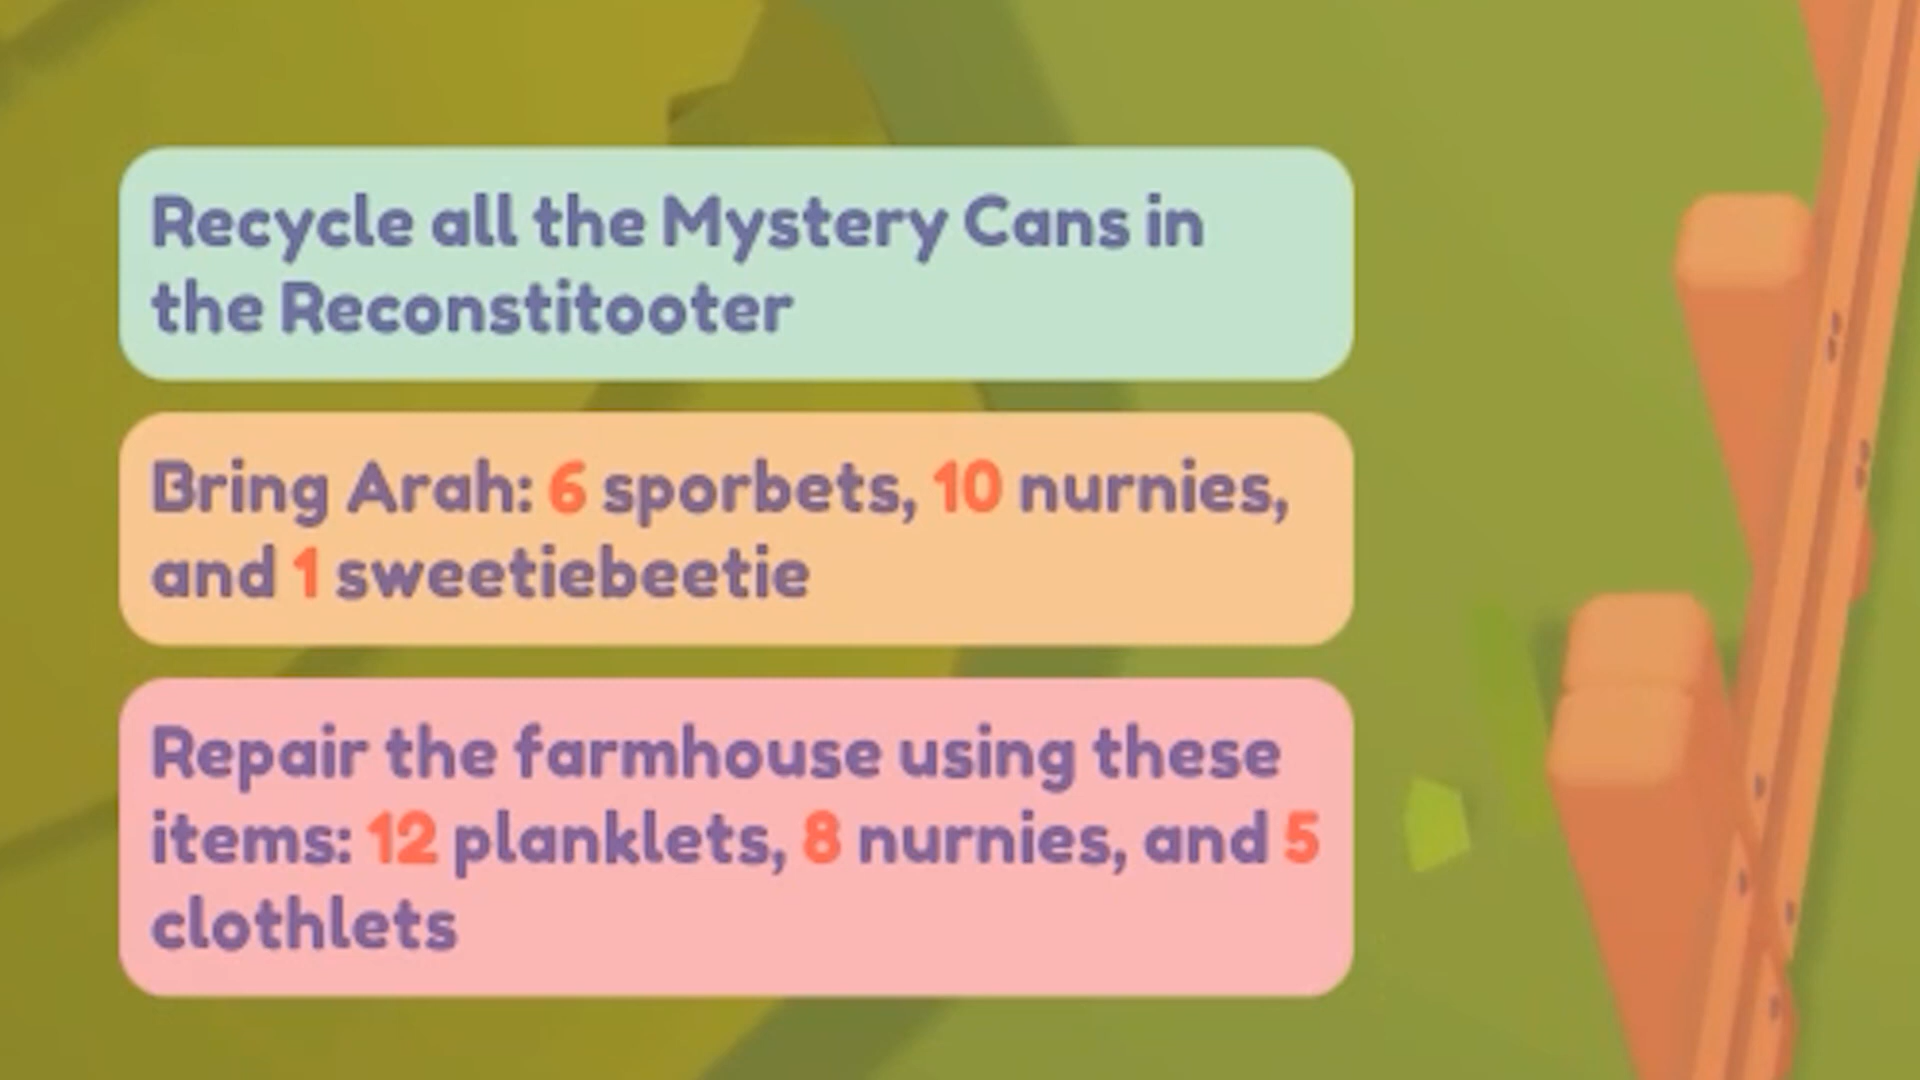 Recycle all the Mystery Cans in
the Reconstitooter
Bring Arah: 6 sporbets, 10 nurnies,
and 1 sweetiebeetie
Repair the farmhouse using these
items: 12 planklets, 8 nurnies, and 5
clothlets